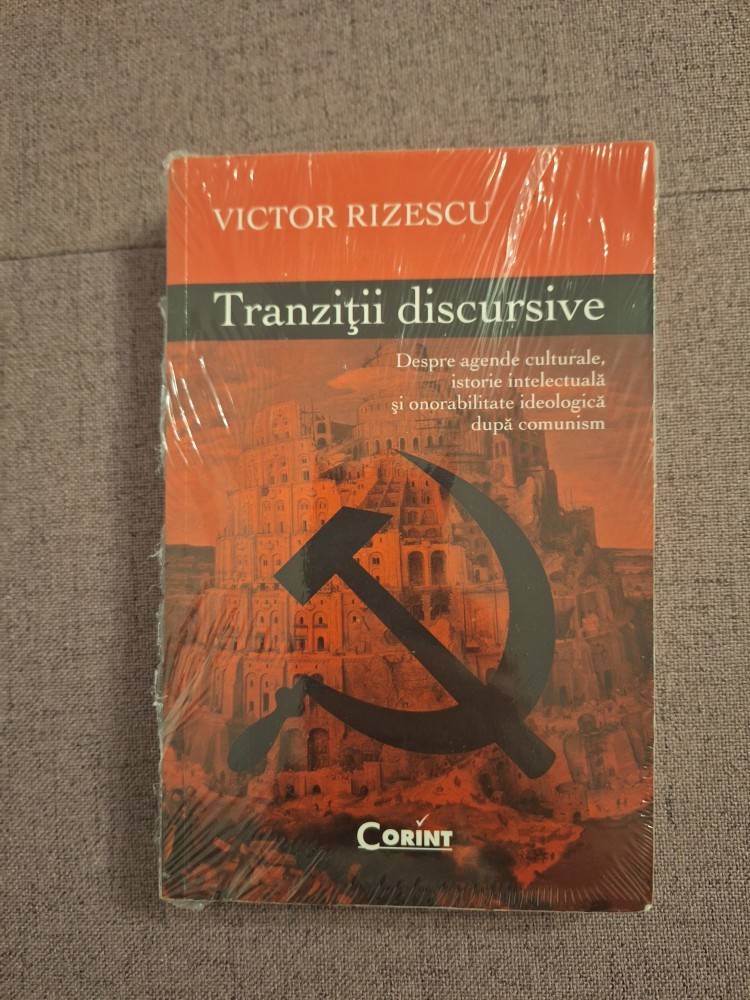 VICTOR RIZESCU
Tranziţii discursive
Despre agende culturale,
istorie intelectuală
şi onorabilitate ideologică
după comunism
CORINT